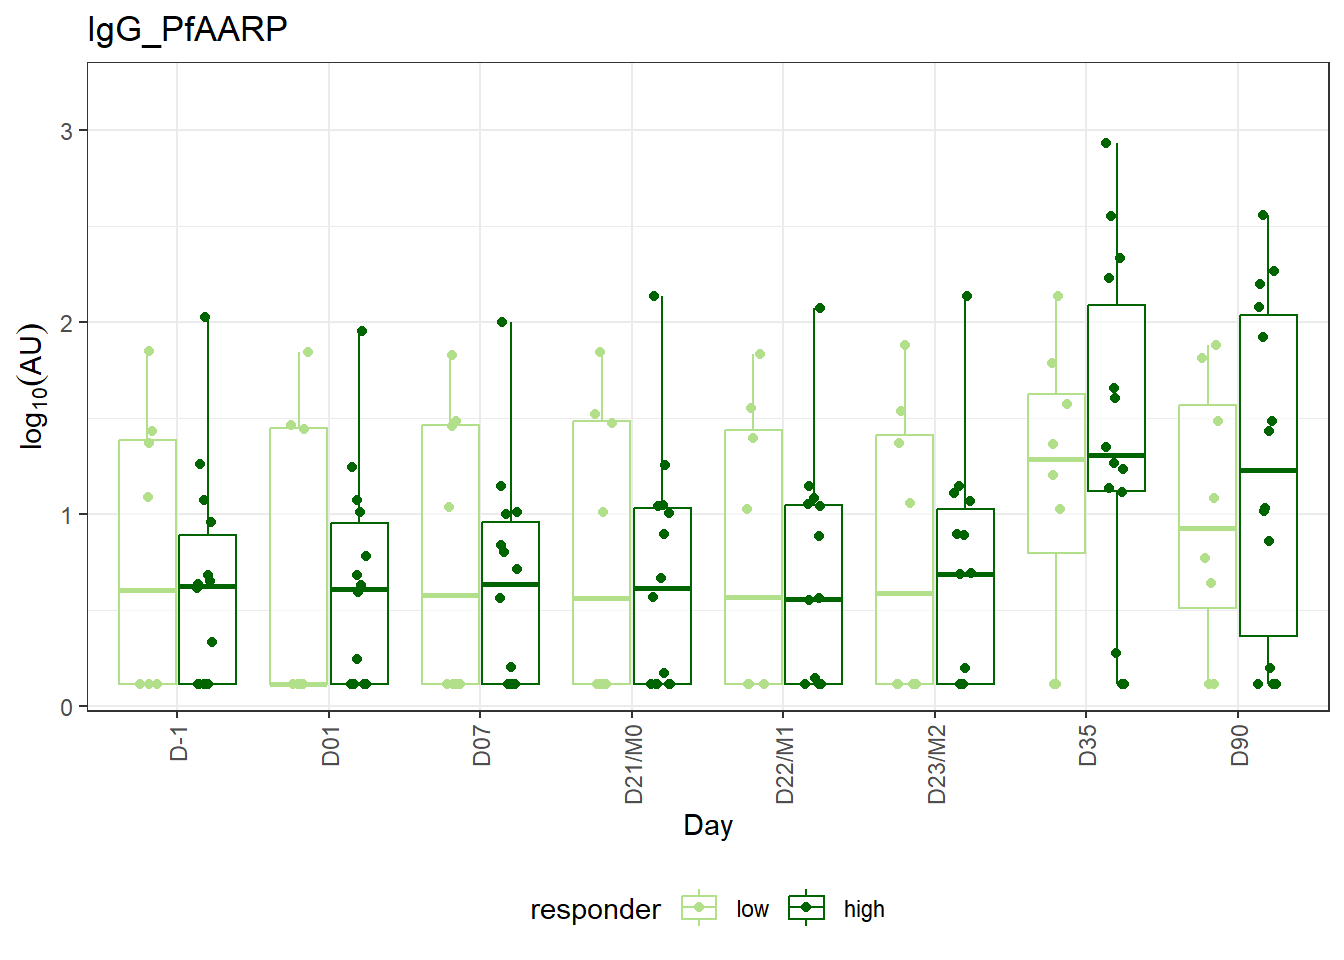 IgG_PfAARP
3
2
1
0
log10(AU)
D-1
D01
D07
D21/M0
D22/M1
D23/M2
D35
D90
Day
responder low high